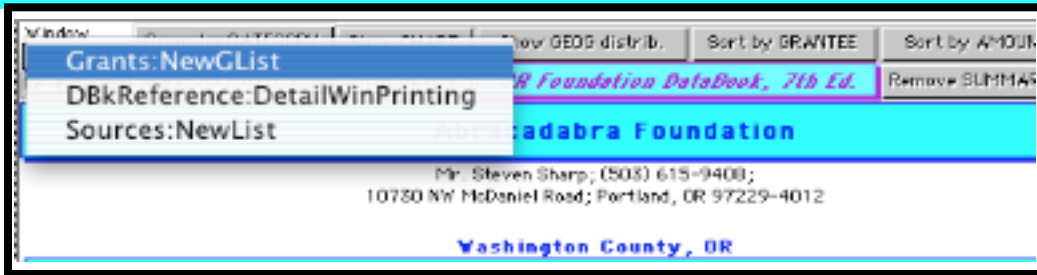 Window
Show GEOG distrib. Sort by GRANTEE Sort by AMOUN
Grants:NewGList
DBkReference:DetailWinPrinting
Sources:NewList
OR Foundation DataBook, 7th Ed. Remove SUMMAR
Abracadabra Foundation
Mr. Steven Sharp; (503) 615-9408;
10730 NW McDaniel Road; Portland, OR 97229-4012
Washington County, OR